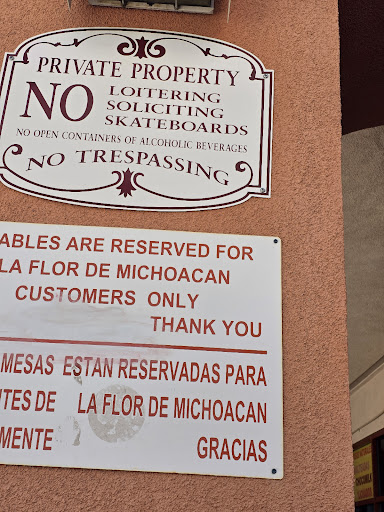 PRIVATE PROPERTY
NO LOITERING
SOLICITING
SKATEBOARDS
NO OPEN CONTAINERS OF ALCOHOLIC BEVERAGES
NO TRESPASSING
ABLES ARE RESERVED FOR
LA FLOR DE MICHOACAN
CUSTOMERS ONLY
THANK YOU
MESAS ESTAN RESERVADAS PARA
TES DE LA FLOR DE MICHOACAN
MENTE GRACIAS